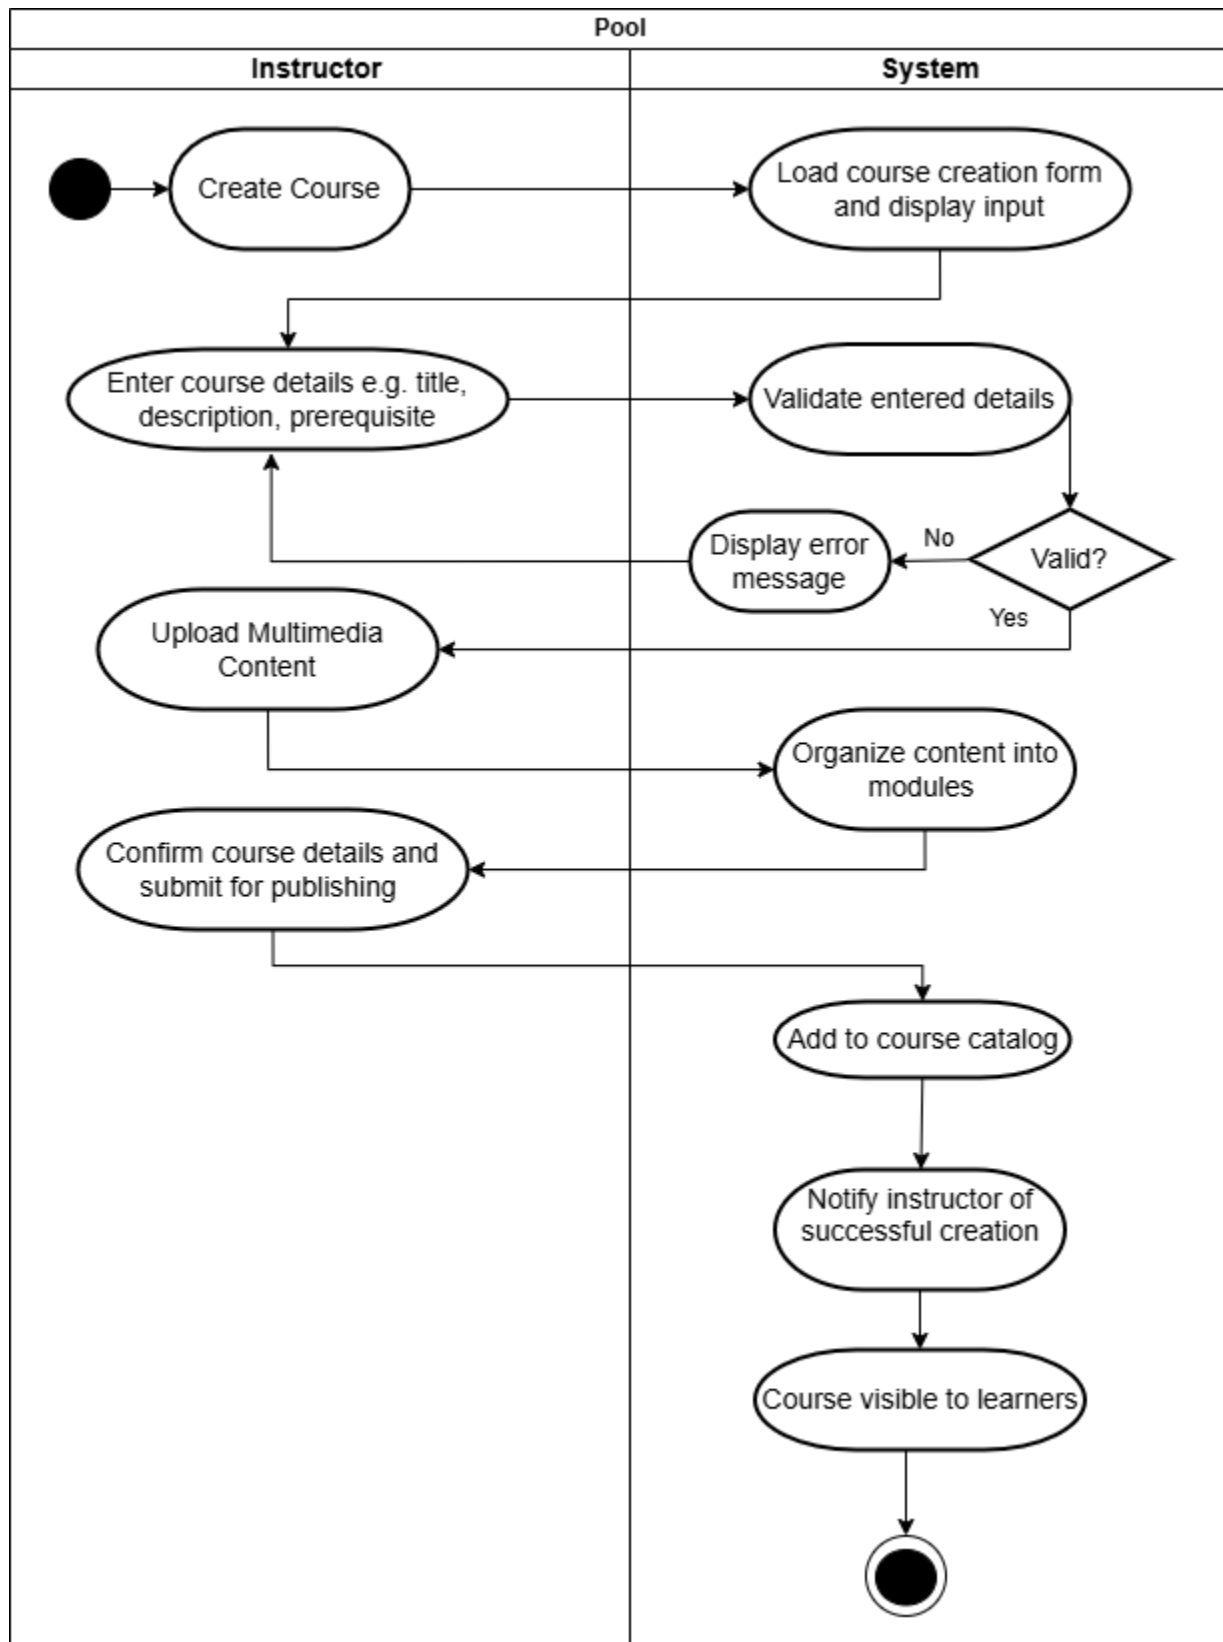 Pool
Instructor
System
Create Course
Load course creation form
and display input
Enter course details e.g. title,
description, prerequisite
Validate entered details
Valid?
No
Display error
message
Yes
Upload Multimedia
Content
Organize content into
modules
Confirm course details and
submit for publishing
Add to course catalog
Notify instructor of
successful creation
Course visible to learners